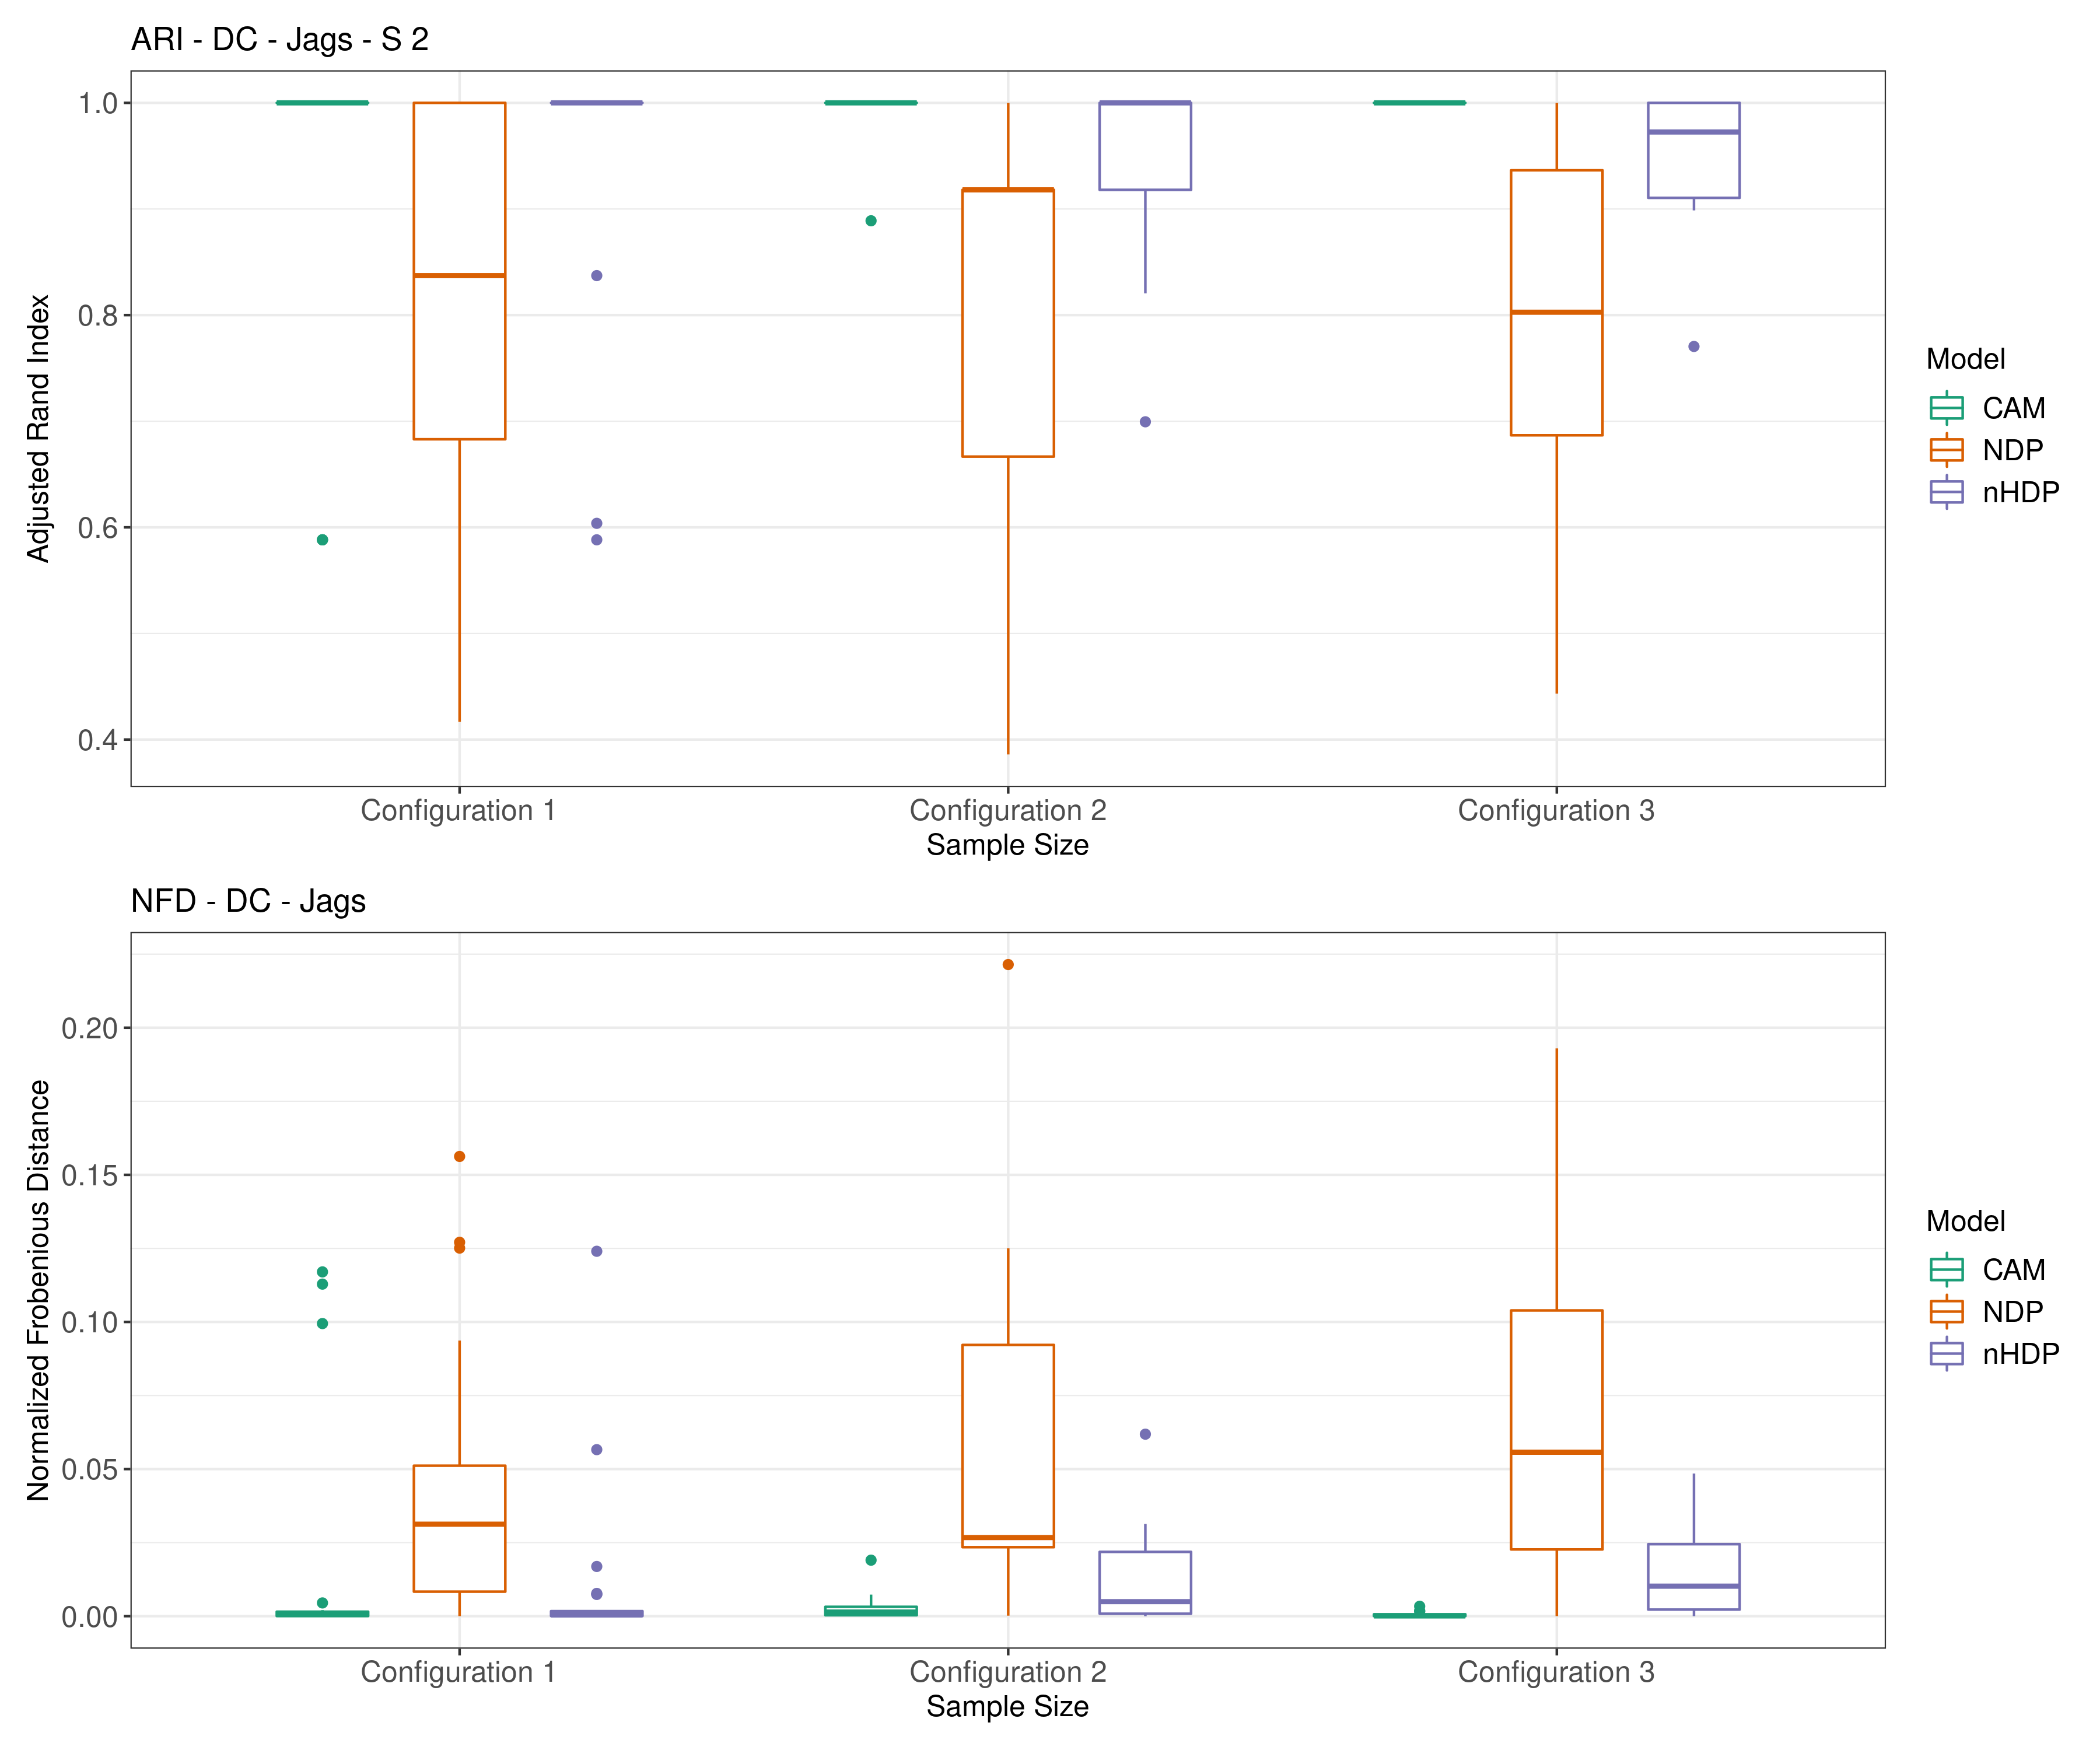 ARI - DC - Jags - S 2
Adjusted Rand Index
1.0
0.8
0.6
0.4
Configuration 1
Configuration 2
Configuration 3
Sample Size
Model
CAM
NDP
nHDP
NFD - DC - Jags
Normalized Frobenious Distance
0.20
0.15
0.10
0.05
0.00
Configuration 1
Configuration 2
Configuration 3
Sample Size
Model
CAM
NDP
nHDP